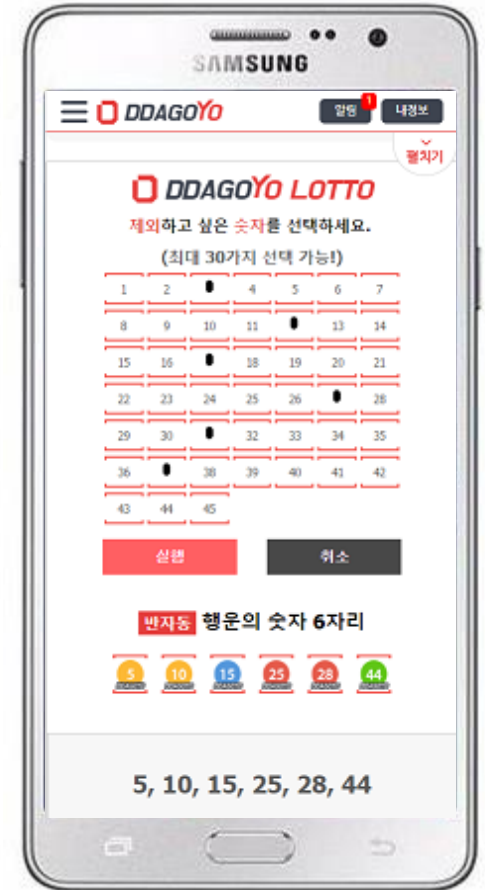 SAMSUNG
DDAGOYO 알림 1 내정보
펼치기
DDAGOYO LOTTO
제외하고 싶은 숫자를 선택하세요.
(최대 30가지 선택 가능!)
1 2 4 5 6 7
8 9 10 11 13 14
15 16 18 19 20 21
22 23 24 25 26 28
29 30 32 33 34 35
36 38 39 40 41 42
43 44 45
실행 취소
반자동 행운의 숫자 6자리
5 10 15 25 28 44
5, 10, 15, 25, 28, 44